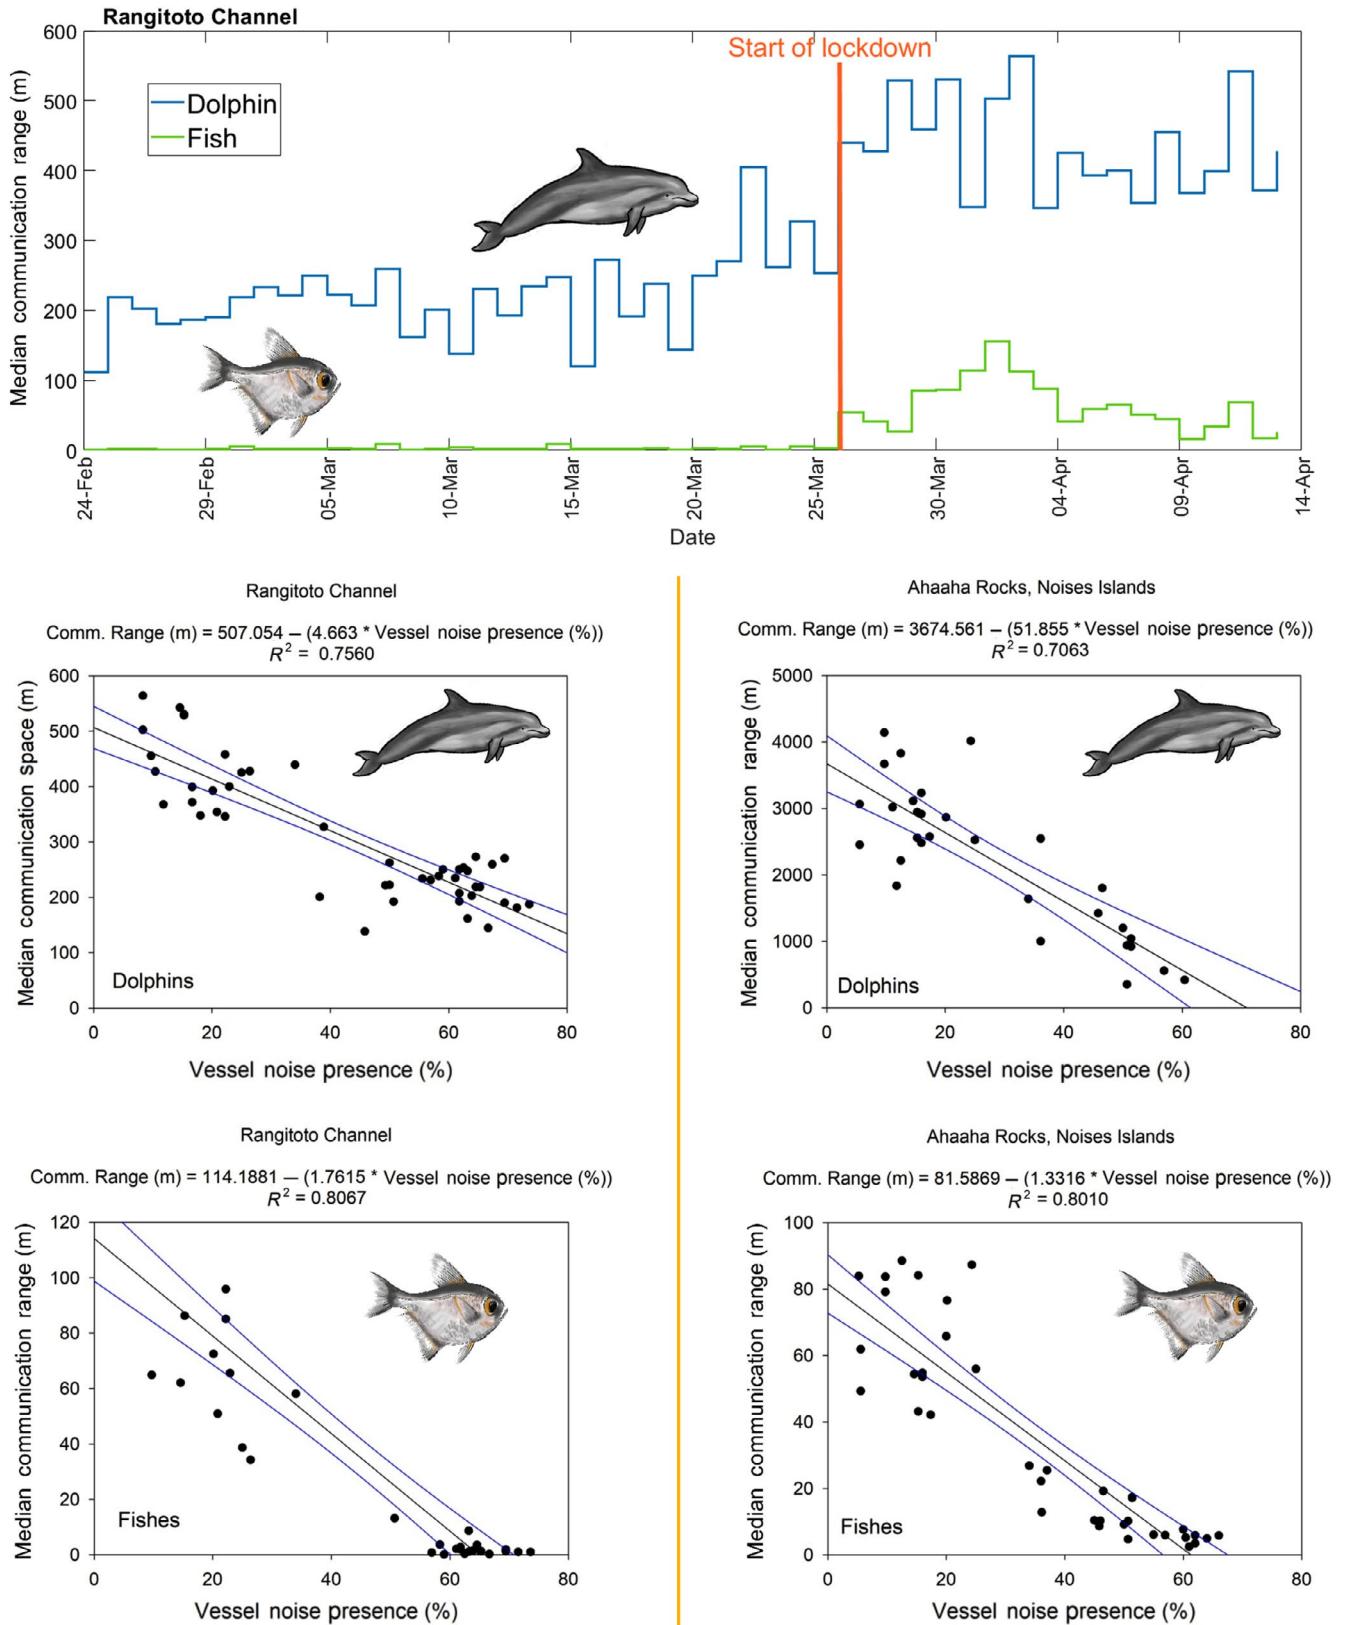 Rangitoto Channel
Start of lockdown
Dolphin
Fish
Median communication range (m)
600
500
400
300
200
100
0
24-Feb
29-Feb
05-Mar
10-Mar
15-Mar
20-Mar
25-Mar
30-Mar
04-Apr
09-Apr
14-Apr
Date
Rangitoto Channel
Comm. Range (m) = 507.054 – (4.663 * Vessel noise presence (%))
R² = 0.7560
Median communication space (m)
600
500
400
300
200
100
0
Dolphins
0 20 40 60 80
Vessel noise presence (%)
Ahaaha Rocks, Noises Islands
Comm. Range (m) = 3674.561 – (51.855 * Vessel noise presence (%))
R² = 0.7063
Median communication range (m)
5000
4000
3000
2000
1000
0
Dolphins
0 20 40 60 80
Vessel noise presence (%)
Rangitoto Channel
Comm. Range (m) = 114.1881 – (1.7615 * Vessel noise presence (%))
R² = 0.8067
Median communication range (m)
120
100
80
60
40
20
0
Fishes
0 20 40 60 80
Vessel noise presence (%)
Ahaaha Rocks, Noises Islands
Comm. Range (m) = 81.5869 – (1.3316 * Vessel noise presence (%))
R² = 0.8010
Median communication range (m)
100
80
60
40
20
0
Fishes
0 20 40 60 80
Vessel noise presence (%)